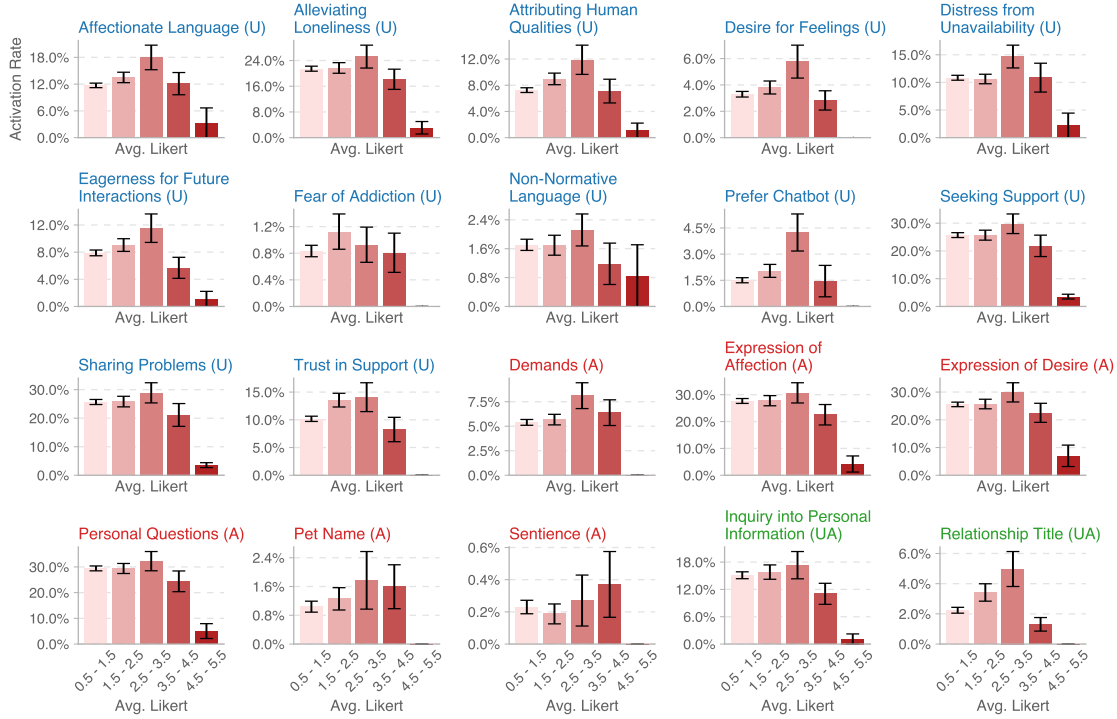 Activation Rate
Affectionate Language (U)
18.0%
12.0%
6.0%
0.0%
Avg. Likert
Alleviating
Loneliness (U)
24.0%
16.0%
8.0%
0.0%
Avg. Likert
Attributing Human
Qualities (U)
12.0%
8.0%
4.0%
0.0%
Avg. Likert
Desire for Feelings (U)
6.0%
4.0%
2.0%
0.0%
Avg. Likert
Distress from
Unavailability (U)
15.0%
10.0%
5.0%
0.0%
Avg. Likert
Eagerness for Future
Interactions (U)
12.0%
8.0%
4.0%
0.0%
Avg. Likert
Fear of Addiction (U)
1.2%
0.8%
0.4%
0.0%
Avg. Likert
Non-Normative
Language (U)
2.4%
1.6%
0.8%
0.0%
Avg. Likert
Prefer Chatbot (U)
4.5%
3.0%
1.5%
0.0%
Avg. Likert
Seeking Support (U)
30.0%
20.0%
10.0%
0.0%
Avg. Likert
Sharing Problems (U)
30.0%
20.0%
10.0%
0.0%
Avg. Likert
Trust in Support (U)
15.0%
10.0%
5.0%
0.0%
Avg. Likert
Demands (A)
7.5%
5.0%
2.5%
0.0%
Avg. Likert
Expression of
Affection (A)
30.0%
20.0%
10.0%
0.0%
Avg. Likert
Expression of Desire (A)
30.0%
20.0%
10.0%
0.0%
Avg. Likert
Personal Questions (A)
30.0%
20.0%
10.0%
0.0%
0.5 - 1.5
1.5 - 2.5
2.5 - 3.5
3.5 - 4.5
4.5 - 5.5
Avg. Likert
Pet Name (A)
2.4%
1.6%
0.8%
0.0%
0.5 - 1.5
1.5 - 2.5
2.5 - 3.5
3.5 - 4.5
4.5 - 5.5
Avg. Likert
Sentience (A)
0.6%
0.4%
0.2%
0.0%
0.5 - 1.5
1.5 - 2.5
2.5 - 3.5
3.5 - 4.5
4.5 - 5.5
Avg. Likert
Inquiry into Personal
Information (UA)
18.0%
12.0%
6.0%
0.0%
0.5 - 1.5
1.5 - 2.5
2.5 - 3.5
3.5 - 4.5
4.5 - 5.5
Avg. Likert
Relationship Title (UA)
6.0%
4.0%
2.0%
0.0%
0.5 - 1.5
1.5 - 2.5
2.5 - 3.5
3.5 - 4.5
4.5 - 5.5
Avg. Likert